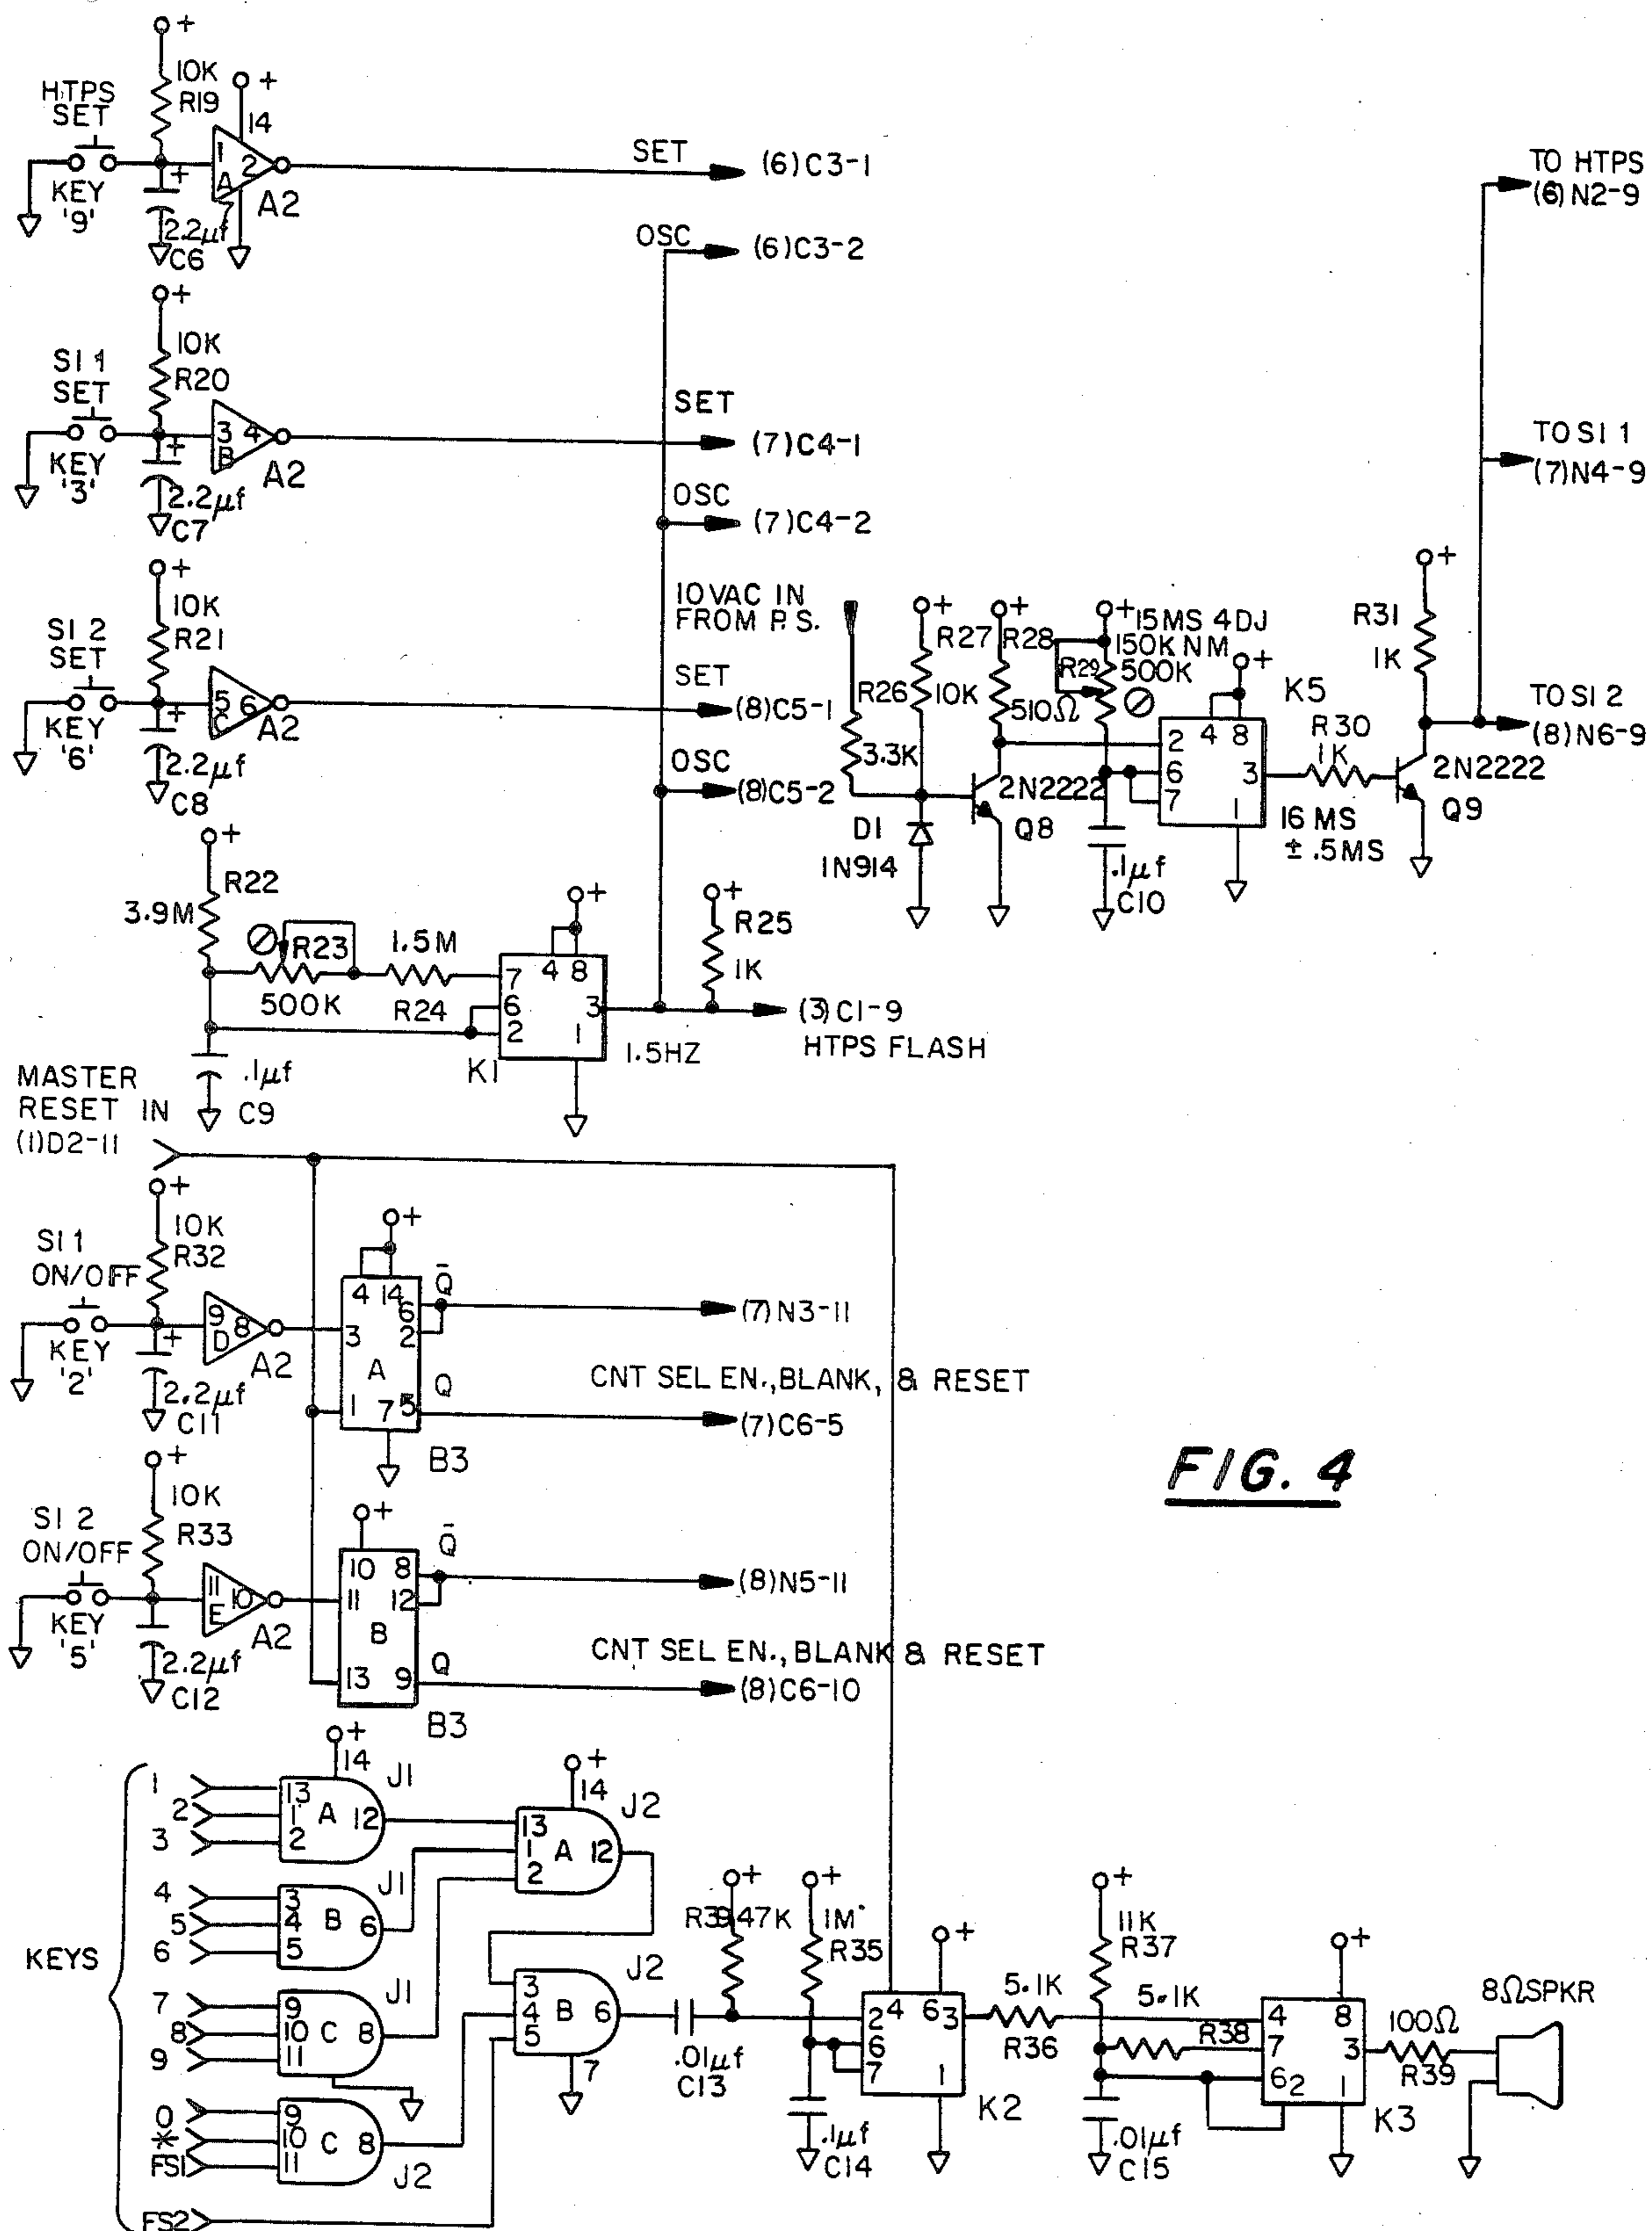 +
10K
R19
+
14
HTPS
SET
KEY
'9'
+
1
2
A
7
A2
2.2µf
C6
SET
(6)C3-1
OSC
(6)C3-2
+
10K
R20
SI 1
SET
KEY
'3'
+
3
4
B
A2
2.2µf
C7
SET
(7)C4-1
OSC
(7)C4-2
+
10K
R21
SI 2
SET
KEY
'6'
+
5
6
C
A2
2.2µf
C8
SET
(8)C5-1
OSC
(8)C5-2
TO HTPS
(6)N2-9
TO SI 1
(7)N4-9
TO SI 2
(8)N6-9
10 VAC IN
FROM P.S.
R26
3.3K
+
R27
10K
+
R28
510Ω
D1
1N914
2N2222
Q8
+
15MS 4DJ
150K NM
R29
500K
.1µf
C10
+
K5
2
4
8
6
7
3
1
R30
1K
16 MS
± .5MS
+
R31
1K
2N2222
Q9
+
R22
3.9M
R23
500K
1.5M
R24
.1µf
C9
+
4
8
7
6
2
3
1
K1
1.5HZ
+
R25
1K
(3)C1-9
HTPS FLASH
MASTER
RESET IN
(1)D2-11
+
10K
R32
SI 1
ON/OFF
KEY
'2'
+
9
8
D
A2
2.2µf
C11
+
4
14
6
2
3
A
1
7
5
Q̄
Q
B3
(7)N3-11
CNT SEL EN.,BLANK, & RESET
(7)C6-5
+
10K
R33
SI 2
ON/OFF
KEY
'5'
+
11
10
E
A2
2.2µf
C12
+
10
8
11
12
B
13
9
Q̄
Q
B3
(8)N5-11
CNT SEL EN., BLANK & RESET
(8)C6-10
FIG. 4
KEYS
1
2
3
+
14
J1
13
1
2
A
12
4
5
6
J1
3
4
5
B
6
7
8
9
J1
9
10
11
C
8
0
*
FS1
9
10
11
C
8
J2
FS2
+
14
J2
13
1
2
A
12
J2
3
4
5
B
6
7
.01µf
C13
+
47K
+
1M
R35
.1µf
C14
+
2
4
6
3
6
7
1
K2
5.1K
R36
+
11K
R37
5.1K
R38
.01µf
C15
+
4
8
7
3
6
2
1
K3
100Ω
R39
8Ω SPKR